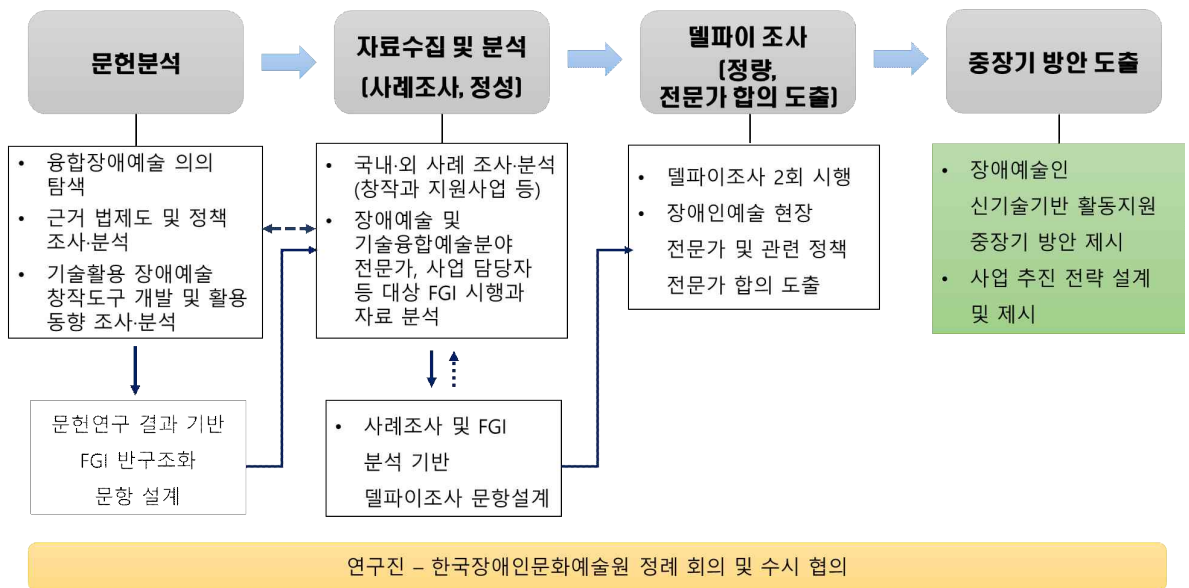 문헌분석
자료수집 및 분석
(사례조사, 정성)
델파이 조사
(정량,
전문가 합의 도출)
중장기 방안 도출
• 융합장애예술 의의
탐색
• 근거 법제도 및 정책
조사·분석
• 기술활용 장애예술
창작도구 개발 및 활용
동향 조사·분석
• 국내·외 사례 조사·분석
(창작과 지원사업 등)
• 장애예술 및
기술융합예술분야
전문가, 사업 담당자
등 대상 FGI 시행과
자료 분석
• 델파이조사 2회 시행
• 장애인예술 현장
전문가 및 관련 정책
전문가 합의 도출
• 장애예술인
신기술기반 활동지원
중장기 방안 제시
• 사업 추진 전략 설계
및 제시
문헌연구 결과 기반
FGI 반구조화
문항 설계
• 사례조사 및 FGI
분석 기반
델파이조사 문항설계
연구진 – 한국장애인문화예술원 정례 회의 및 수시 협의